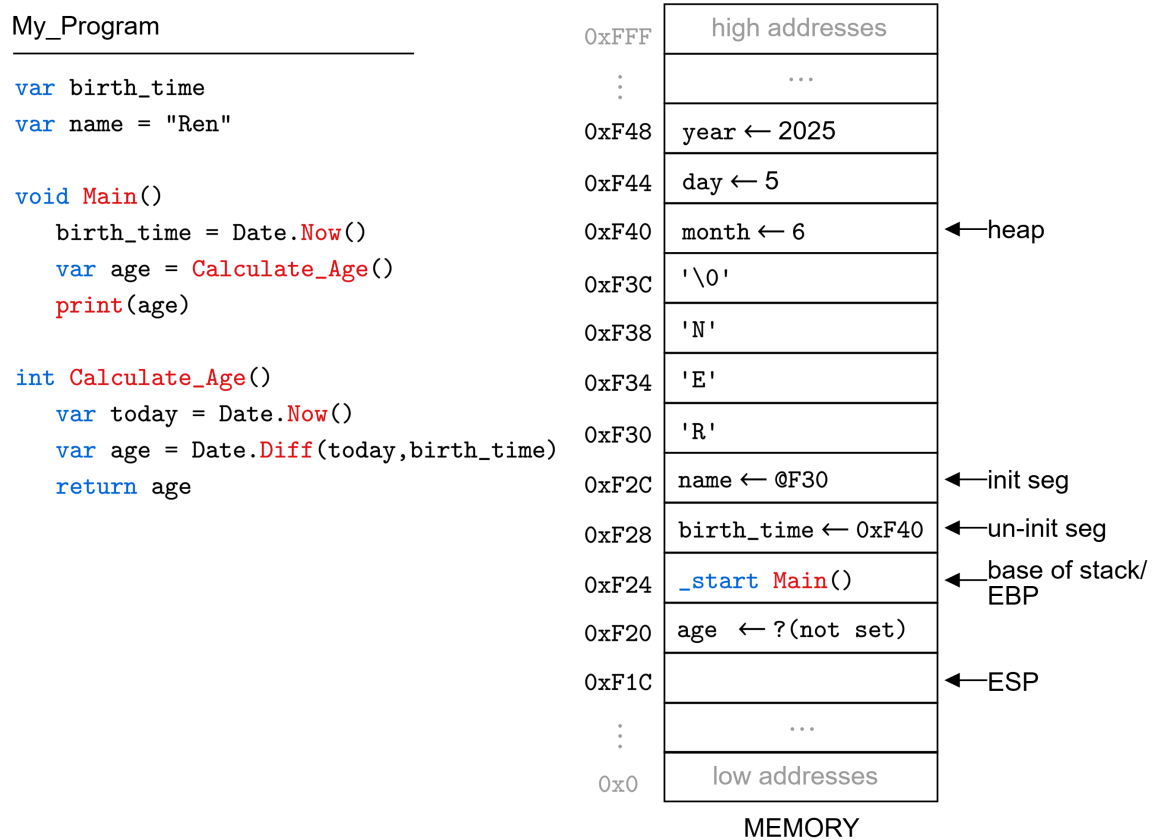 My_Program
var birth_time
var name = "Ren"
void Main()
birth_time = Date.Now()
var age = Calculate_Age()
print(age)
int Calculate_Age()
var today = Date.Now()
var age = Date.Diff(today,birth_time)
return age
0xFFF high addresses
⋮ ...
0xF48 year ← 2025
0xF44 day ← 5
0xF40 month ← 6 ← heap
0xF3C '\0'
0xF38 'N'
0xF34 'E'
0xF30 'R'
0xF2C name ← @F30 ← init seg
0xF28 birth_time ← 0xF40 ← un-init seg
0xF24 _start Main() ← base of stack/
EBP
0xF20 age ← ?(not set)
0xF1C ← ESP
⋮ ...
0x0 low addresses
MEMORY